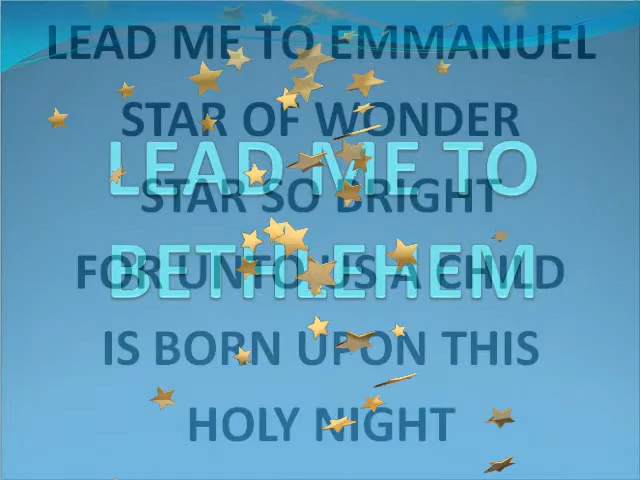 LEAD ME TO EMMANUEL
STAR OF WONDER
LEAD ME TO
STAR SO BRIGHT
BETHLEHEM
FOR UNTO US A CHILD
IS BORN UPON THIS
HOLY NIGHT